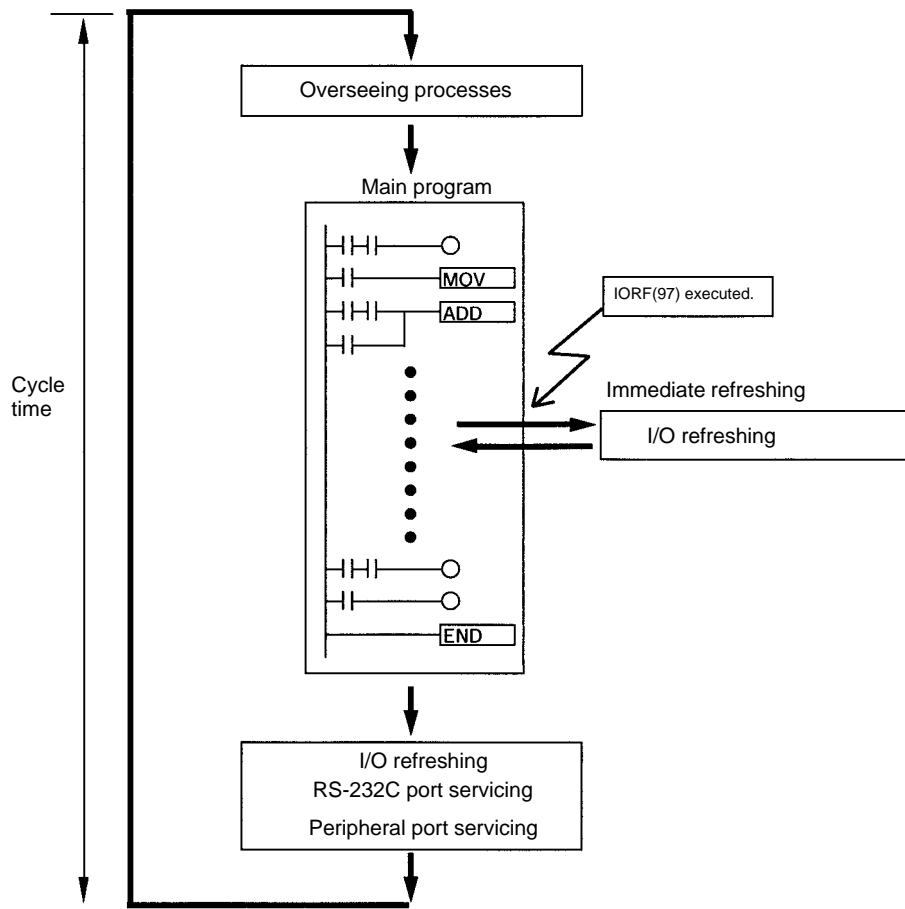 Overseeing processes
Main program
MOV
IORF(97) executed.
ADD
Cycle
time
Immediate refreshing
I/O refreshing
END
I/O refreshing
RS-232C port servicing
Peripheral port servicing